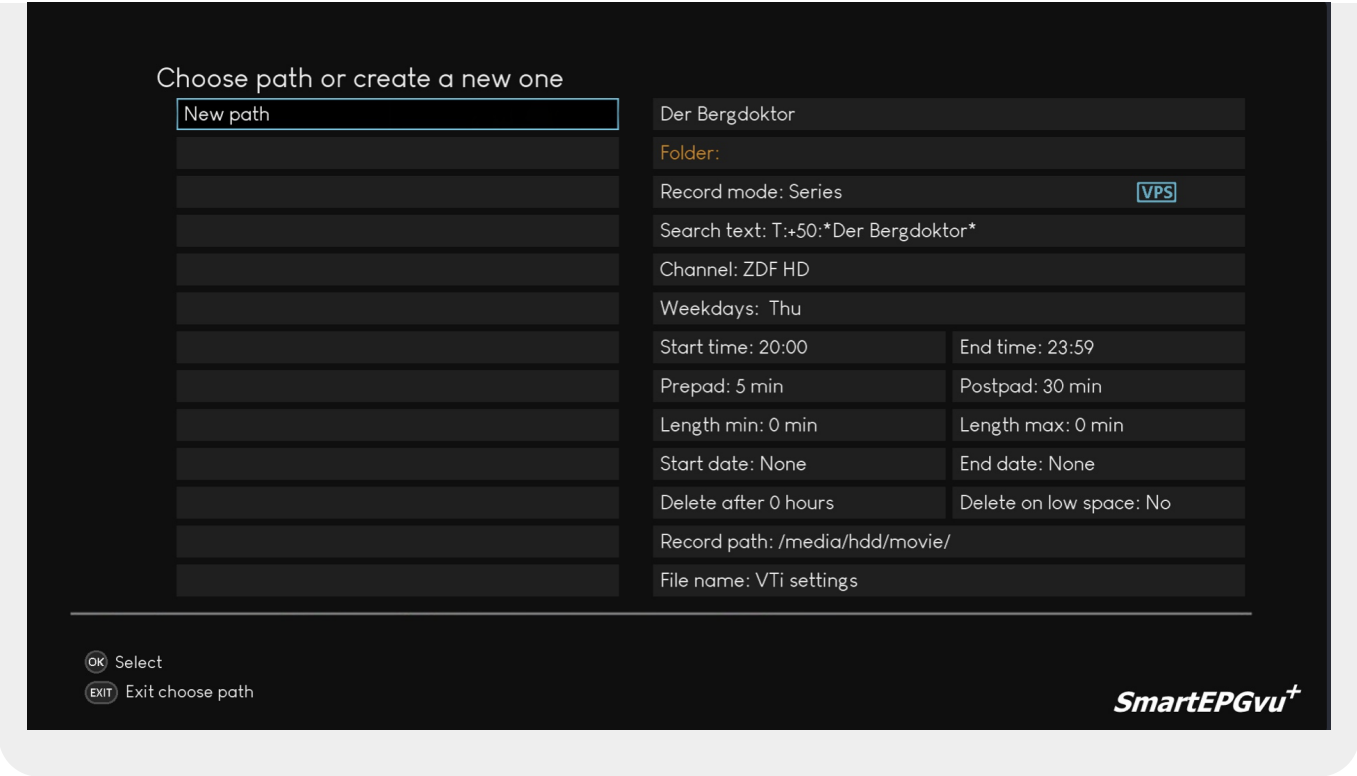 Choose path or create a new one
New path
Der Bergdoktor
Folder:
Record mode: Series VPS
Search text: T:+50:*Der Bergdoktor*
Channel: ZDF HD
Weekdays: Thu
Start time: 20:00 End time: 23:59
Prepad: 5 min Postpad: 30 min
Length min: 0 min Length max: 0 min
Start date: None End date: None
Delete after 0 hours Delete on low space: No
Record path: /media/hdd/movie/
File name: VTi settings
OK Select
EXIT Exit choose path
SmartEPGvu+